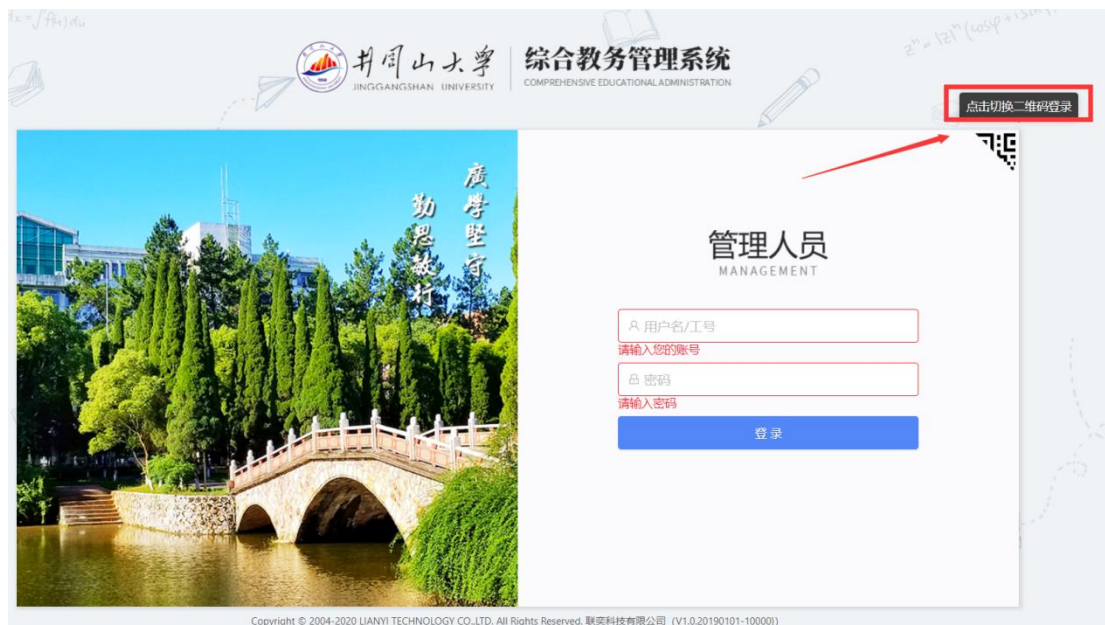 井冈山大学
JINGGANGSHAN UNIVERSITY
综合教务管理系统
COMPREHENSIVE EDUCATIONAL ADMINISTRATION
点击切换二维码登录
廣學堅守
勤思敏行
管理人员
MANAGEMENT
用户名/工号
请输入您的账号
密码
请输入密码
登录
Copyright © 2004-2020 LIANYI TECHNOLOGY CO.,LTD. All Rights Reserved. 联奕科技有限公司 (V1.0.20190101-10000))